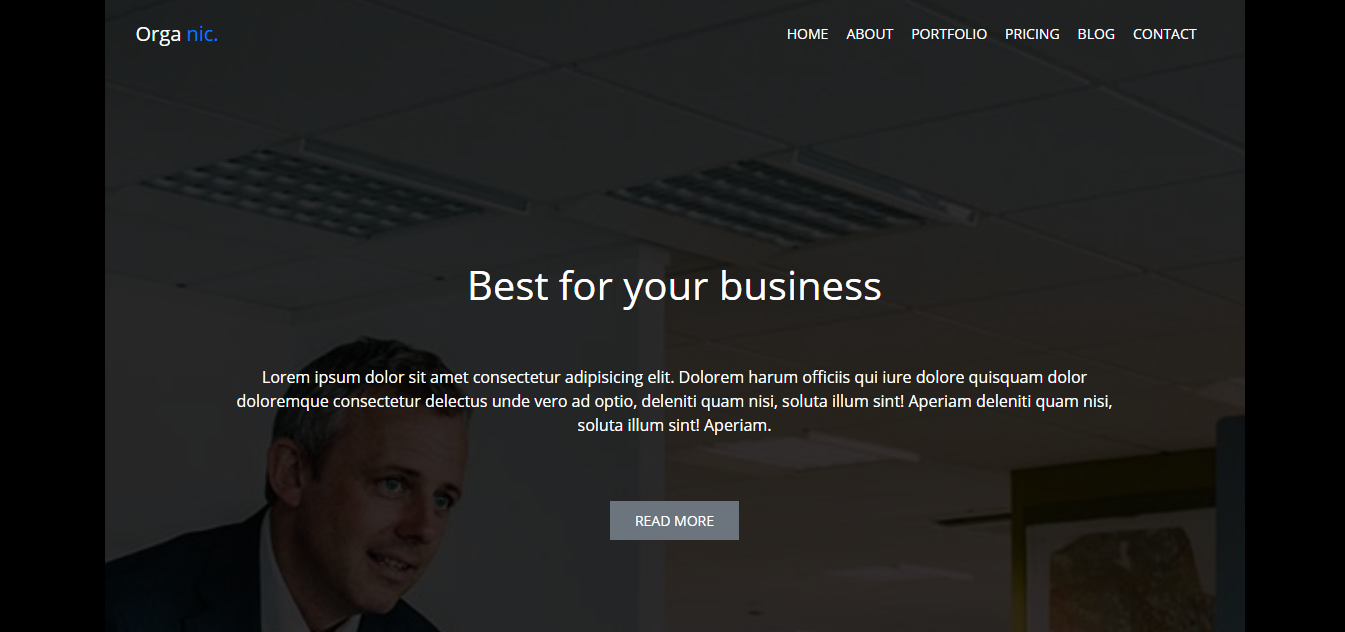 Orga nic.
HOME ABOUT PORTFOLIO PRICING BLOG CONTACT
Best for your business
Lorem ipsum dolor sit amet consectetur adipisicing elit. Dolorem harum officiis qui iure dolore quisquam dolor
doloremque consectetur delectus unde vero ad optio, deleniti quam nisi, soluta illum sint! Aperiam deleniti quam nisi,
soluta illum sint! Aperiam.
READ MORE